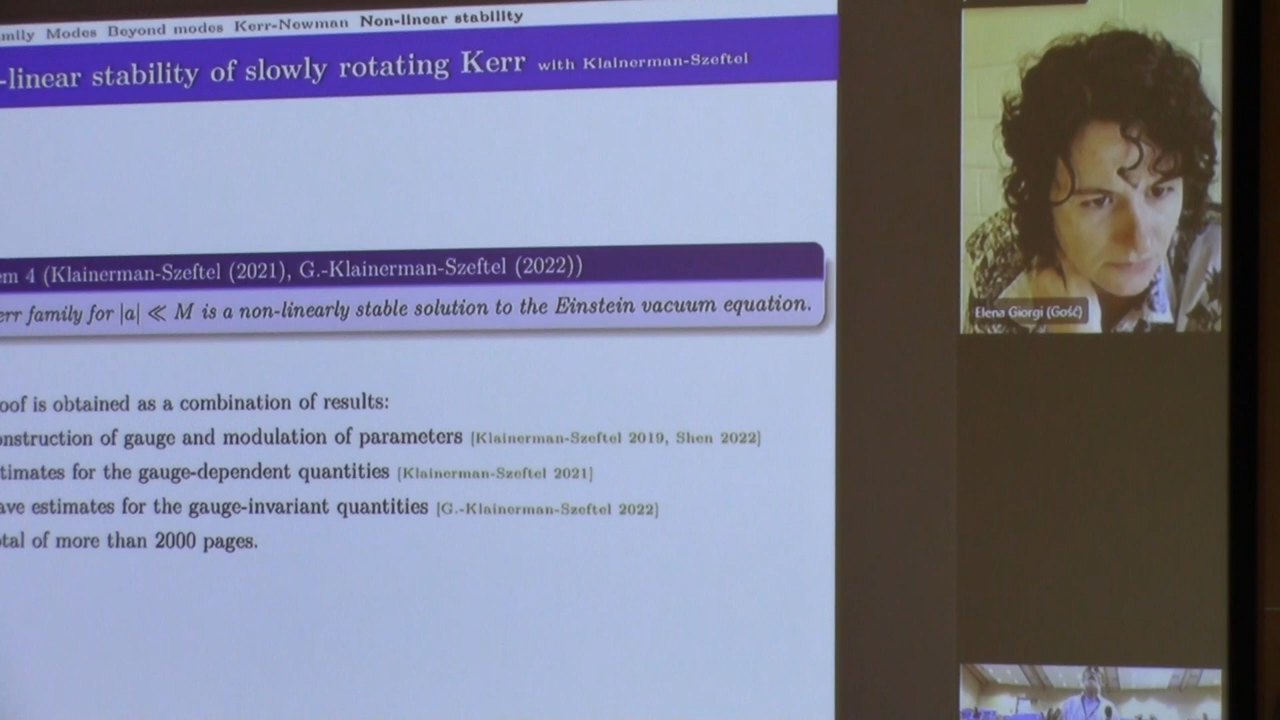 mily Modes Beyond modes Kerr-Newman Non-linear stability
-linear stability of slowly rotating Kerr with Klainerman-Szeftel
em 4 (Klainerman-Szeftel (2021), G.-Klainerman-Szeftel (2022))
err family for |a| ≪ M is a non-linearly stable solution to the Einstein vacuum equation.
oof is obtained as a combination of results:
onstruction of gauge and modulation of parameters [Klainerman-Szeftel 2019, Shen 2022]
timates for the gauge-dependent quantities [Klainerman-Szeftel 2021]
ave estimates for the gauge-invariant quantities [G.-Klainerman-Szeftel 2022]
otal of more than 2000 pages.
Elena Giorgi (Gość)